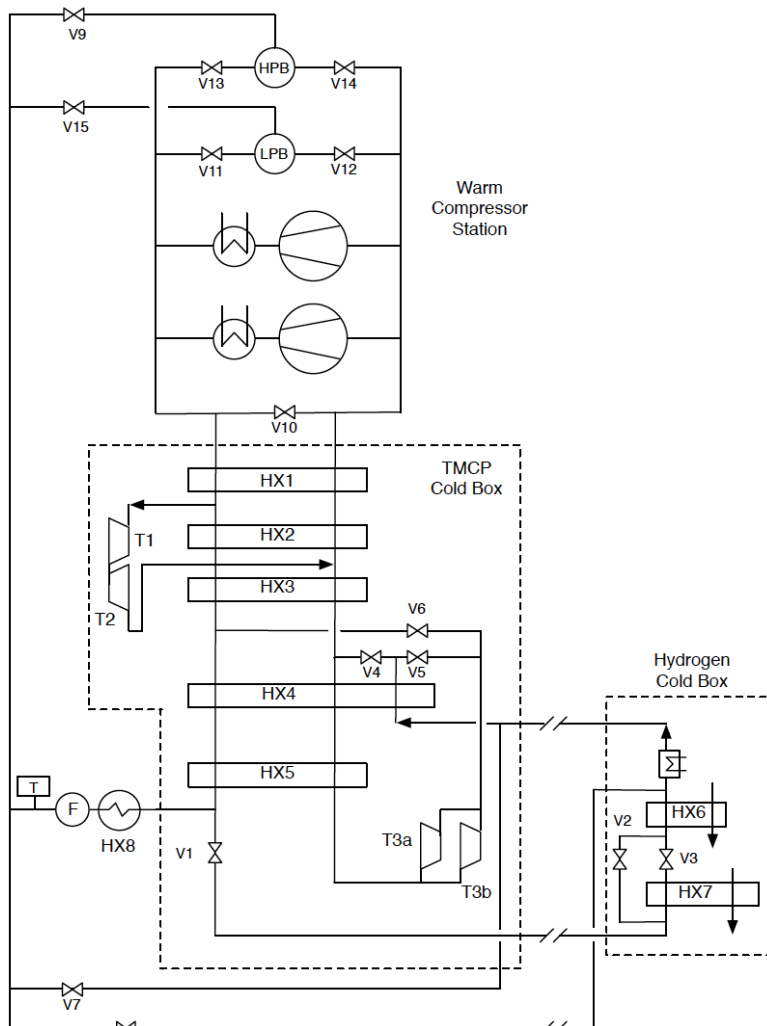 V9
HPB
V13
V14
V15
LPB
V11
V12
Warm
Compressor
Station
V10
TMCP
Cold Box
HX1
T1
HX2
HX3
T2
V6
V4
V5
Hydrogen
Cold Box
HX4
HX5
T
F
HX8
V1
T3a
T3b
V2
HX6
V3
HX7
V7